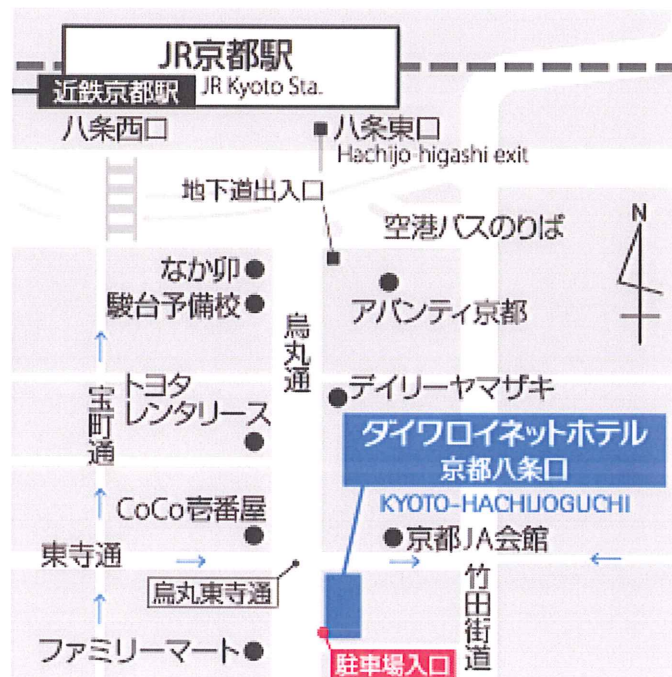 JR京都駅
近鉄京都駅
JR Kyoto Sta.
八条西口
八条東口
Hachijo-higashi exit
地下道出入口
N
空港バスのりば
なか卯
駿台予備校
アバンティ京都
烏丸通
宝町通
トヨタ
レンタリース
デイリーヤマザキ
ダイワロイネットホテル
京都八条口
KYOTO-HACHIJOGUCHI
CoCo壱番屋
京都JA会館
東寺通
烏丸東寺通
竹田街道
ファミリーマート
駐車場入口